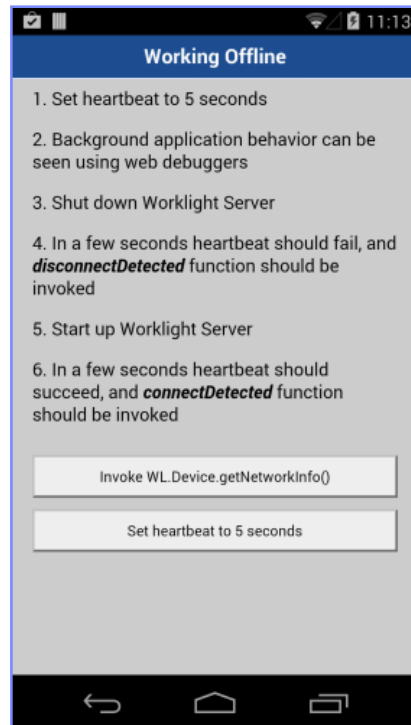 11:13
Working Offline
1. Set heartbeat to 5 seconds
2. Background application behavior can be
seen using web debuggers
3. Shut down Worklight Server
4. In a few seconds heartbeat should fail, and
disconnectDetected function should be
invoked
5. Start up Worklight Server
6. In a few seconds heartbeat should
succeed, and connectDetected function
should be invoked
Invoke WL.Device.getNetworkInfo()
Set heartbeat to 5 seconds